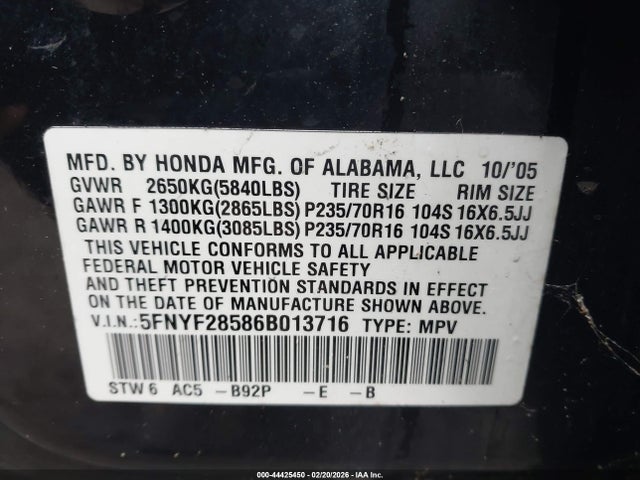 MFD. BY HONDA MFG. OF ALABAMA, LLC 10/'05
GVWR 2650KG(5840LBS) TIRE SIZE RIM SIZE
GAWR F 1300KG(2865LBS) P235/70R16 104S 16X6.5JJ
GAWR R 1400KG(3085LBS) P235/70R16 104S 16X6.5JJ
THIS VEHICLE CONFORMS TO ALL APPLICABLE
FEDERAL MOTOR VEHICLE SAFETY
AND THEFT PREVENTION STANDARDS IN EFFECT
ON THE DATE OF MANUFACTURE SHOWN ABOVE.
V.I.N.:5FNYF28586B013716 TYPE: MPV
STW 6 AC5 -B92P -E -B
000-44425450 - 02/20/2026 - IAAI, Inc.